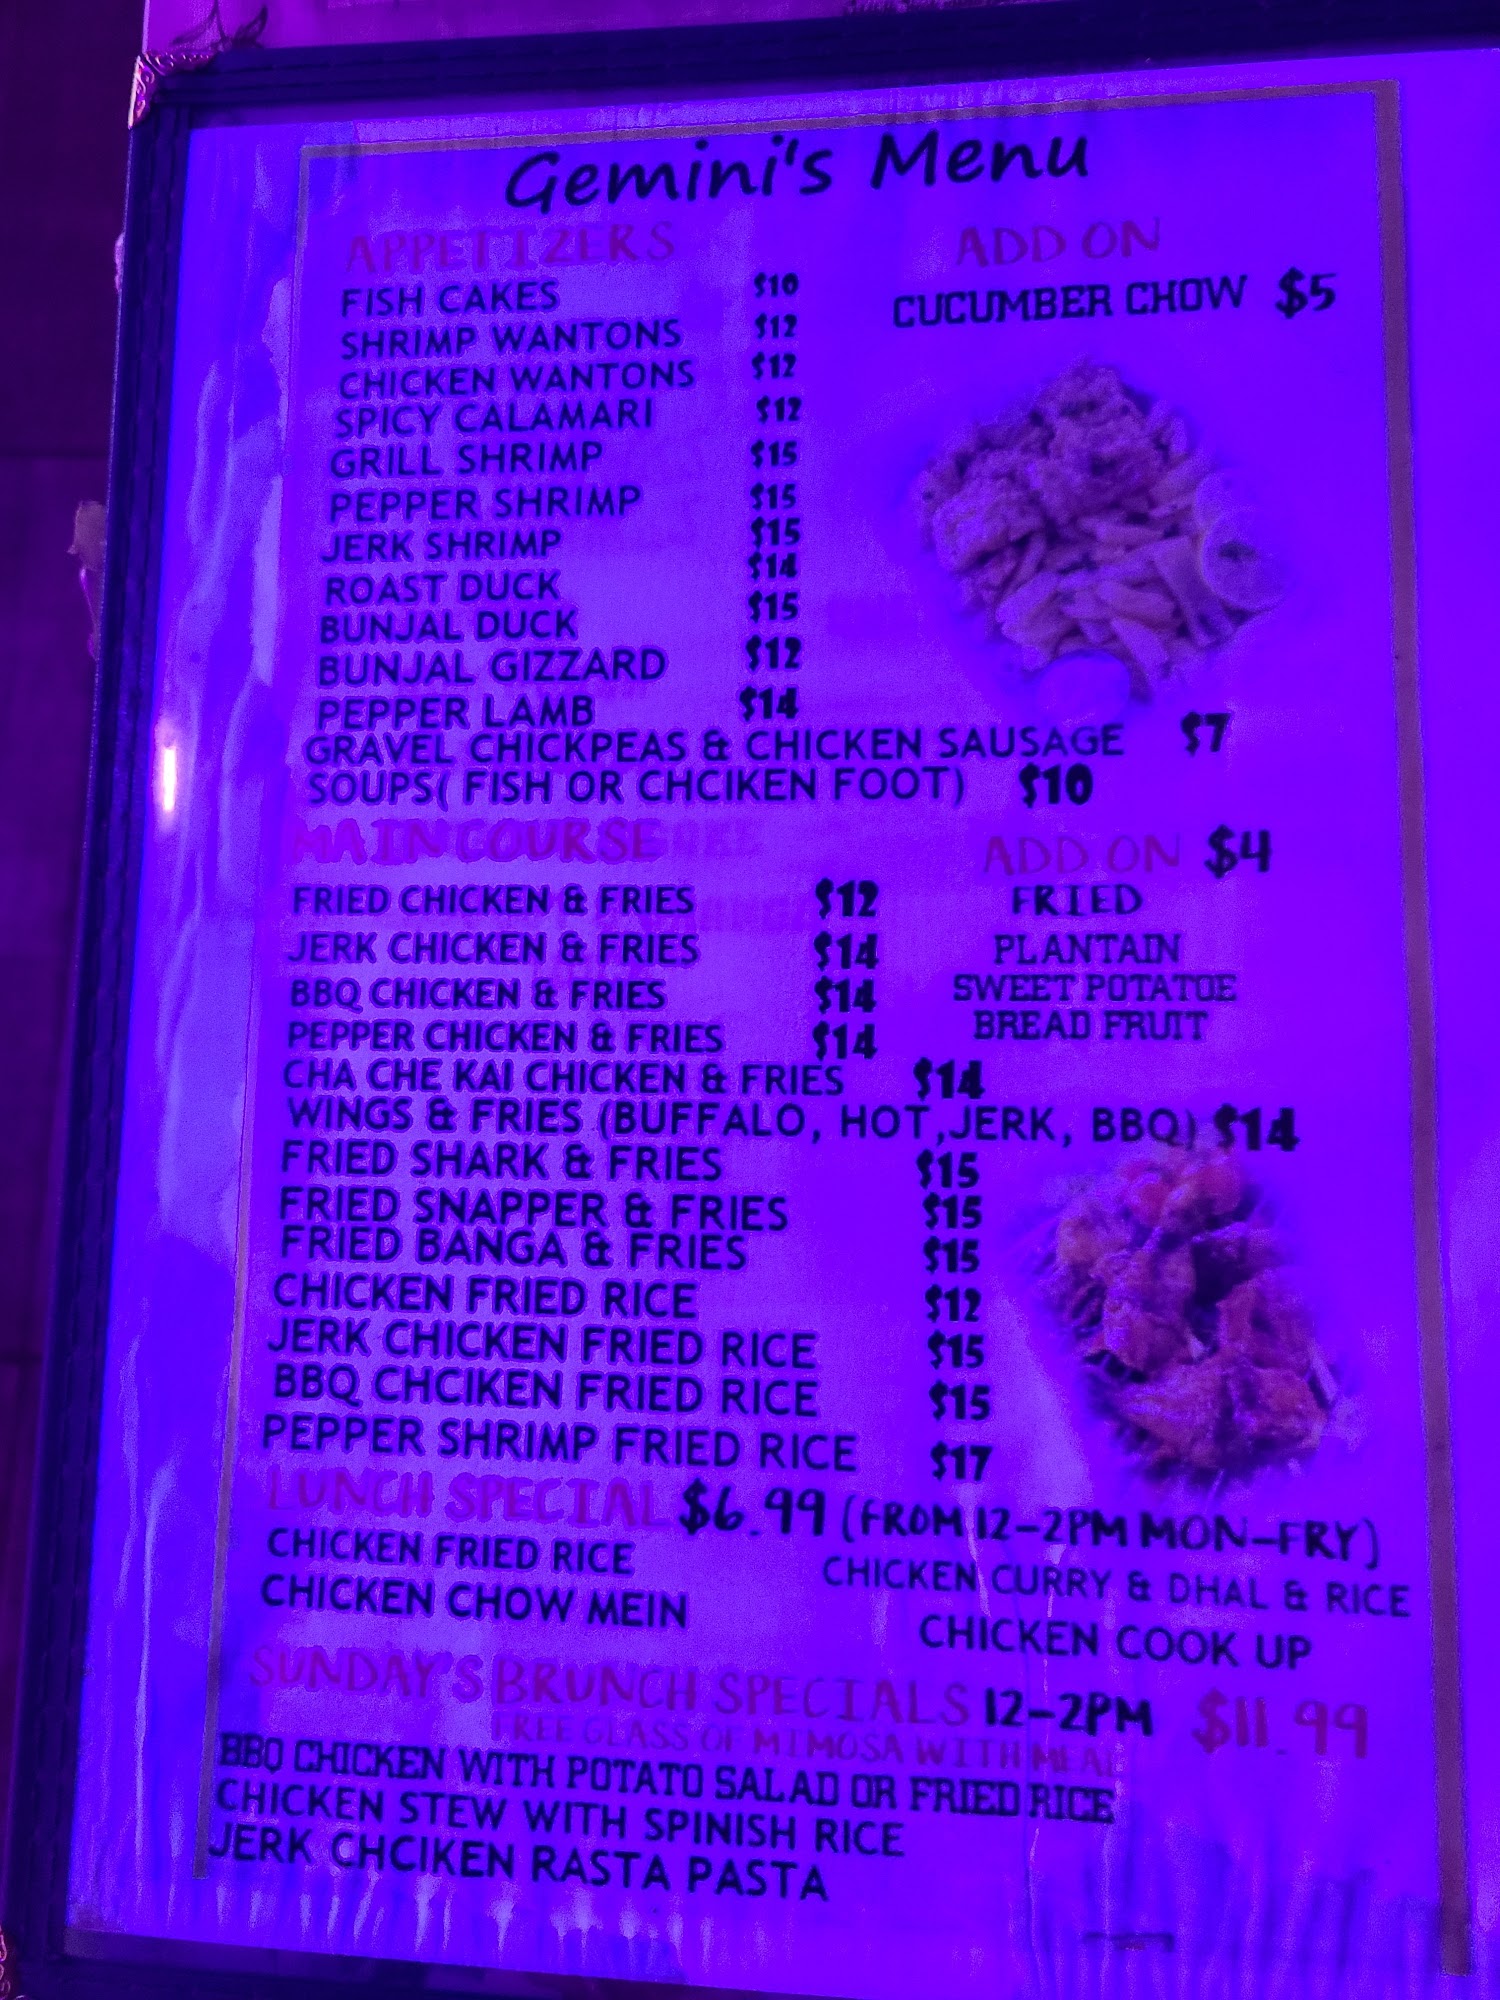 Gemini's Menu
APPETIZERS
FISH CAKES $10
SHRIMP WANTONS $12
CHICKEN WANTONS $12
SPICY CALAMARI $12
GRILL SHRIMP $15
PEPPER SHRIMP $15
JERK SHRIMP $15
ROAST DUCK $14
BUNJAL DUCK $15
BUNJAL GIZZARD $12
PEPPER LAMB $14
GRAVEL CHICKPEAS & CHICKEN SAUSAGE $7
SOUPS( FISH OR CHCIKEN FOOT) $10
ADD ON
CUCUMBER CHOW $5
MAIN COURSE
FRIED CHICKEN & FRIES $12
JERK CHICKEN & FRIES $14
BBQ CHICKEN & FRIES $14
PEPPER CHICKEN & FRIES $14
CHA CHE KAI CHICKEN & FRIES $14
WINGS & FRIES (BUFFALO, HOT,JERK, BBQ) $14
FRIED SHARK & FRIES $15
FRIED SNAPPER & FRIES $15
FRIED BANGA & FRIES $15
CHICKEN FRIED RICE $12
JERK CHICKEN FRIED RICE $15
BBQ CHCIKEN FRIED RICE $15
PEPPER SHRIMP FRIED RICE $17
ADD ON $4
FRIED
PLANTAIN
SWEET POTATOE
BREAD FRUIT
LUNCH SPECIAL $6.99 (FROM 12-2PM MON-FRY)
CHICKEN FRIED RICE
CHICKEN CHOW MEIN
CHICKEN CURRY & DHAL & RICE
CHICKEN COOK UP
SUNDAY'S BRUNCH SPECIALS 12-2PM $11.99
FREE GLASS OF MIMOSA WITH MEAL
BBQ CHICKEN WITH POTATO SALAD OR FRIED RICE
CHICKEN STEW WITH SPINISH RICE
JERK CHCIKEN RASTA PASTA